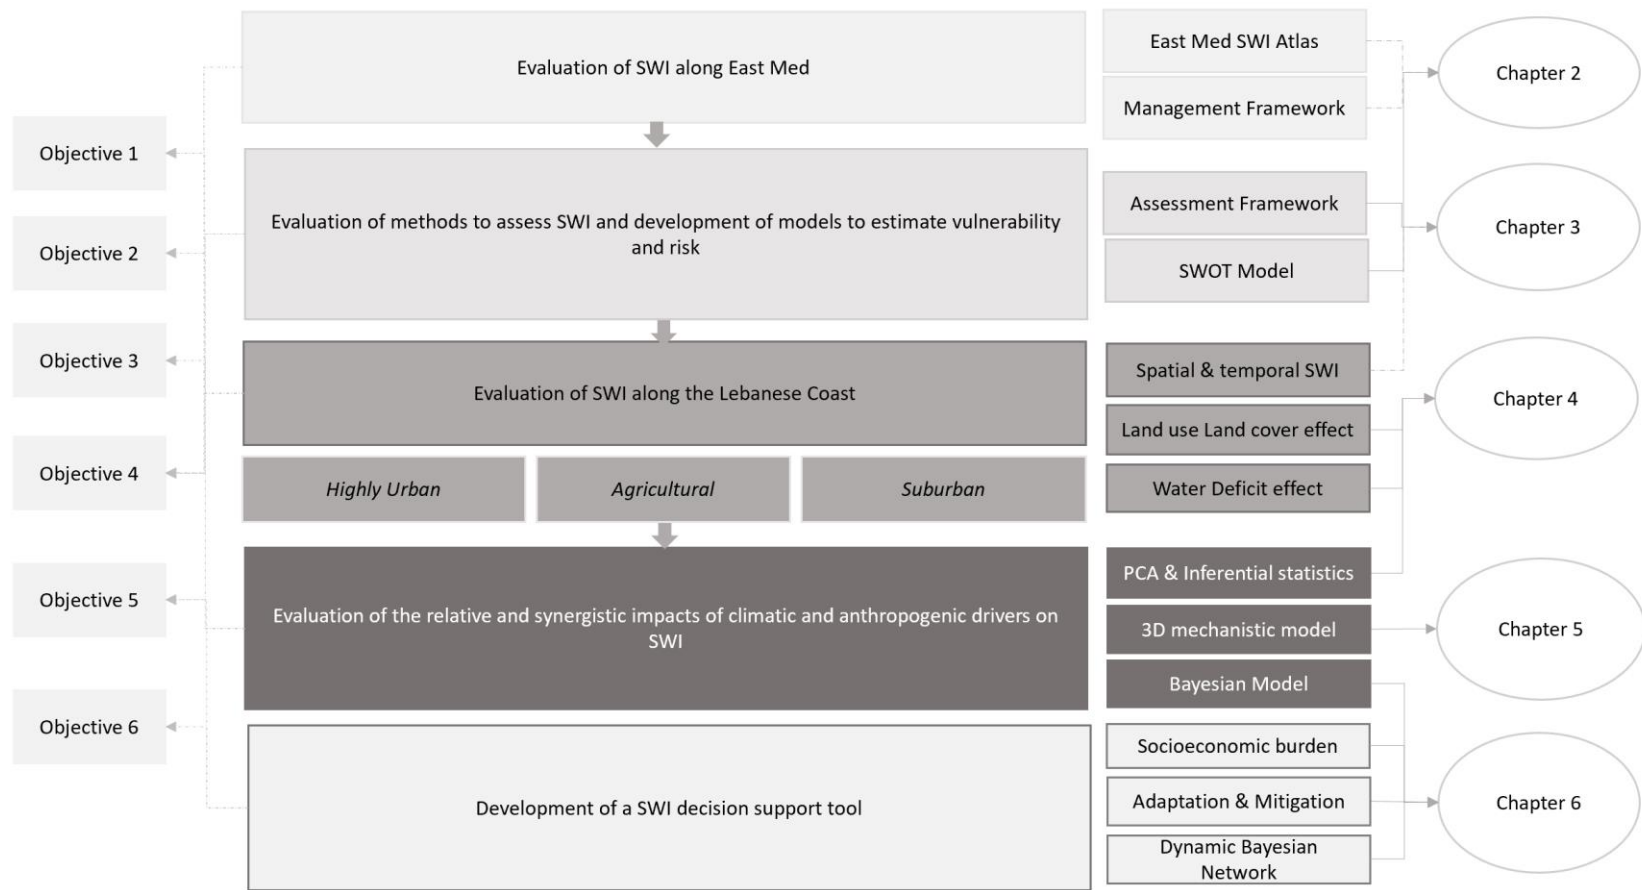 Objective 1
Objective 2
Objective 3
Objective 4
Objective 5
Objective 6
Evaluation of SWI along East Med
Evaluation of methods to assess SWI and development of models to estimate vulnerability
and risk
Evaluation of SWI along the Lebanese Coast
Highly Urban
Agricultural
Suburban
Evaluation of the relative and synergistic impacts of climatic and anthropogenic drivers on
SWI
Development of a SWI decision support tool
East Med SWI Atlas
Management Framework
Assessment Framework
SWOT Model
Spatial & temporal SWI
Land use Land cover effect
Water Deficit effect
PCA & Inferential statistics
3D mechanistic model
Bayesian Model
Socioeconomic burden
Adaptation & Mitigation
Dynamic Bayesian
Network
Chapter 2
Chapter 3
Chapter 4
Chapter 5
Chapter 6